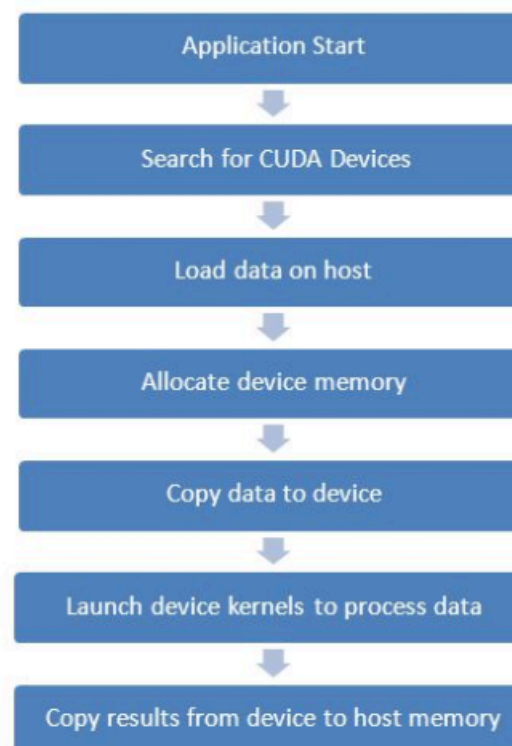 Application Start
Search for CUDA Devices
Load data on host
Allocate device memory
Copy data to device
Launch device kernels to process data
Copy results from device to host memory